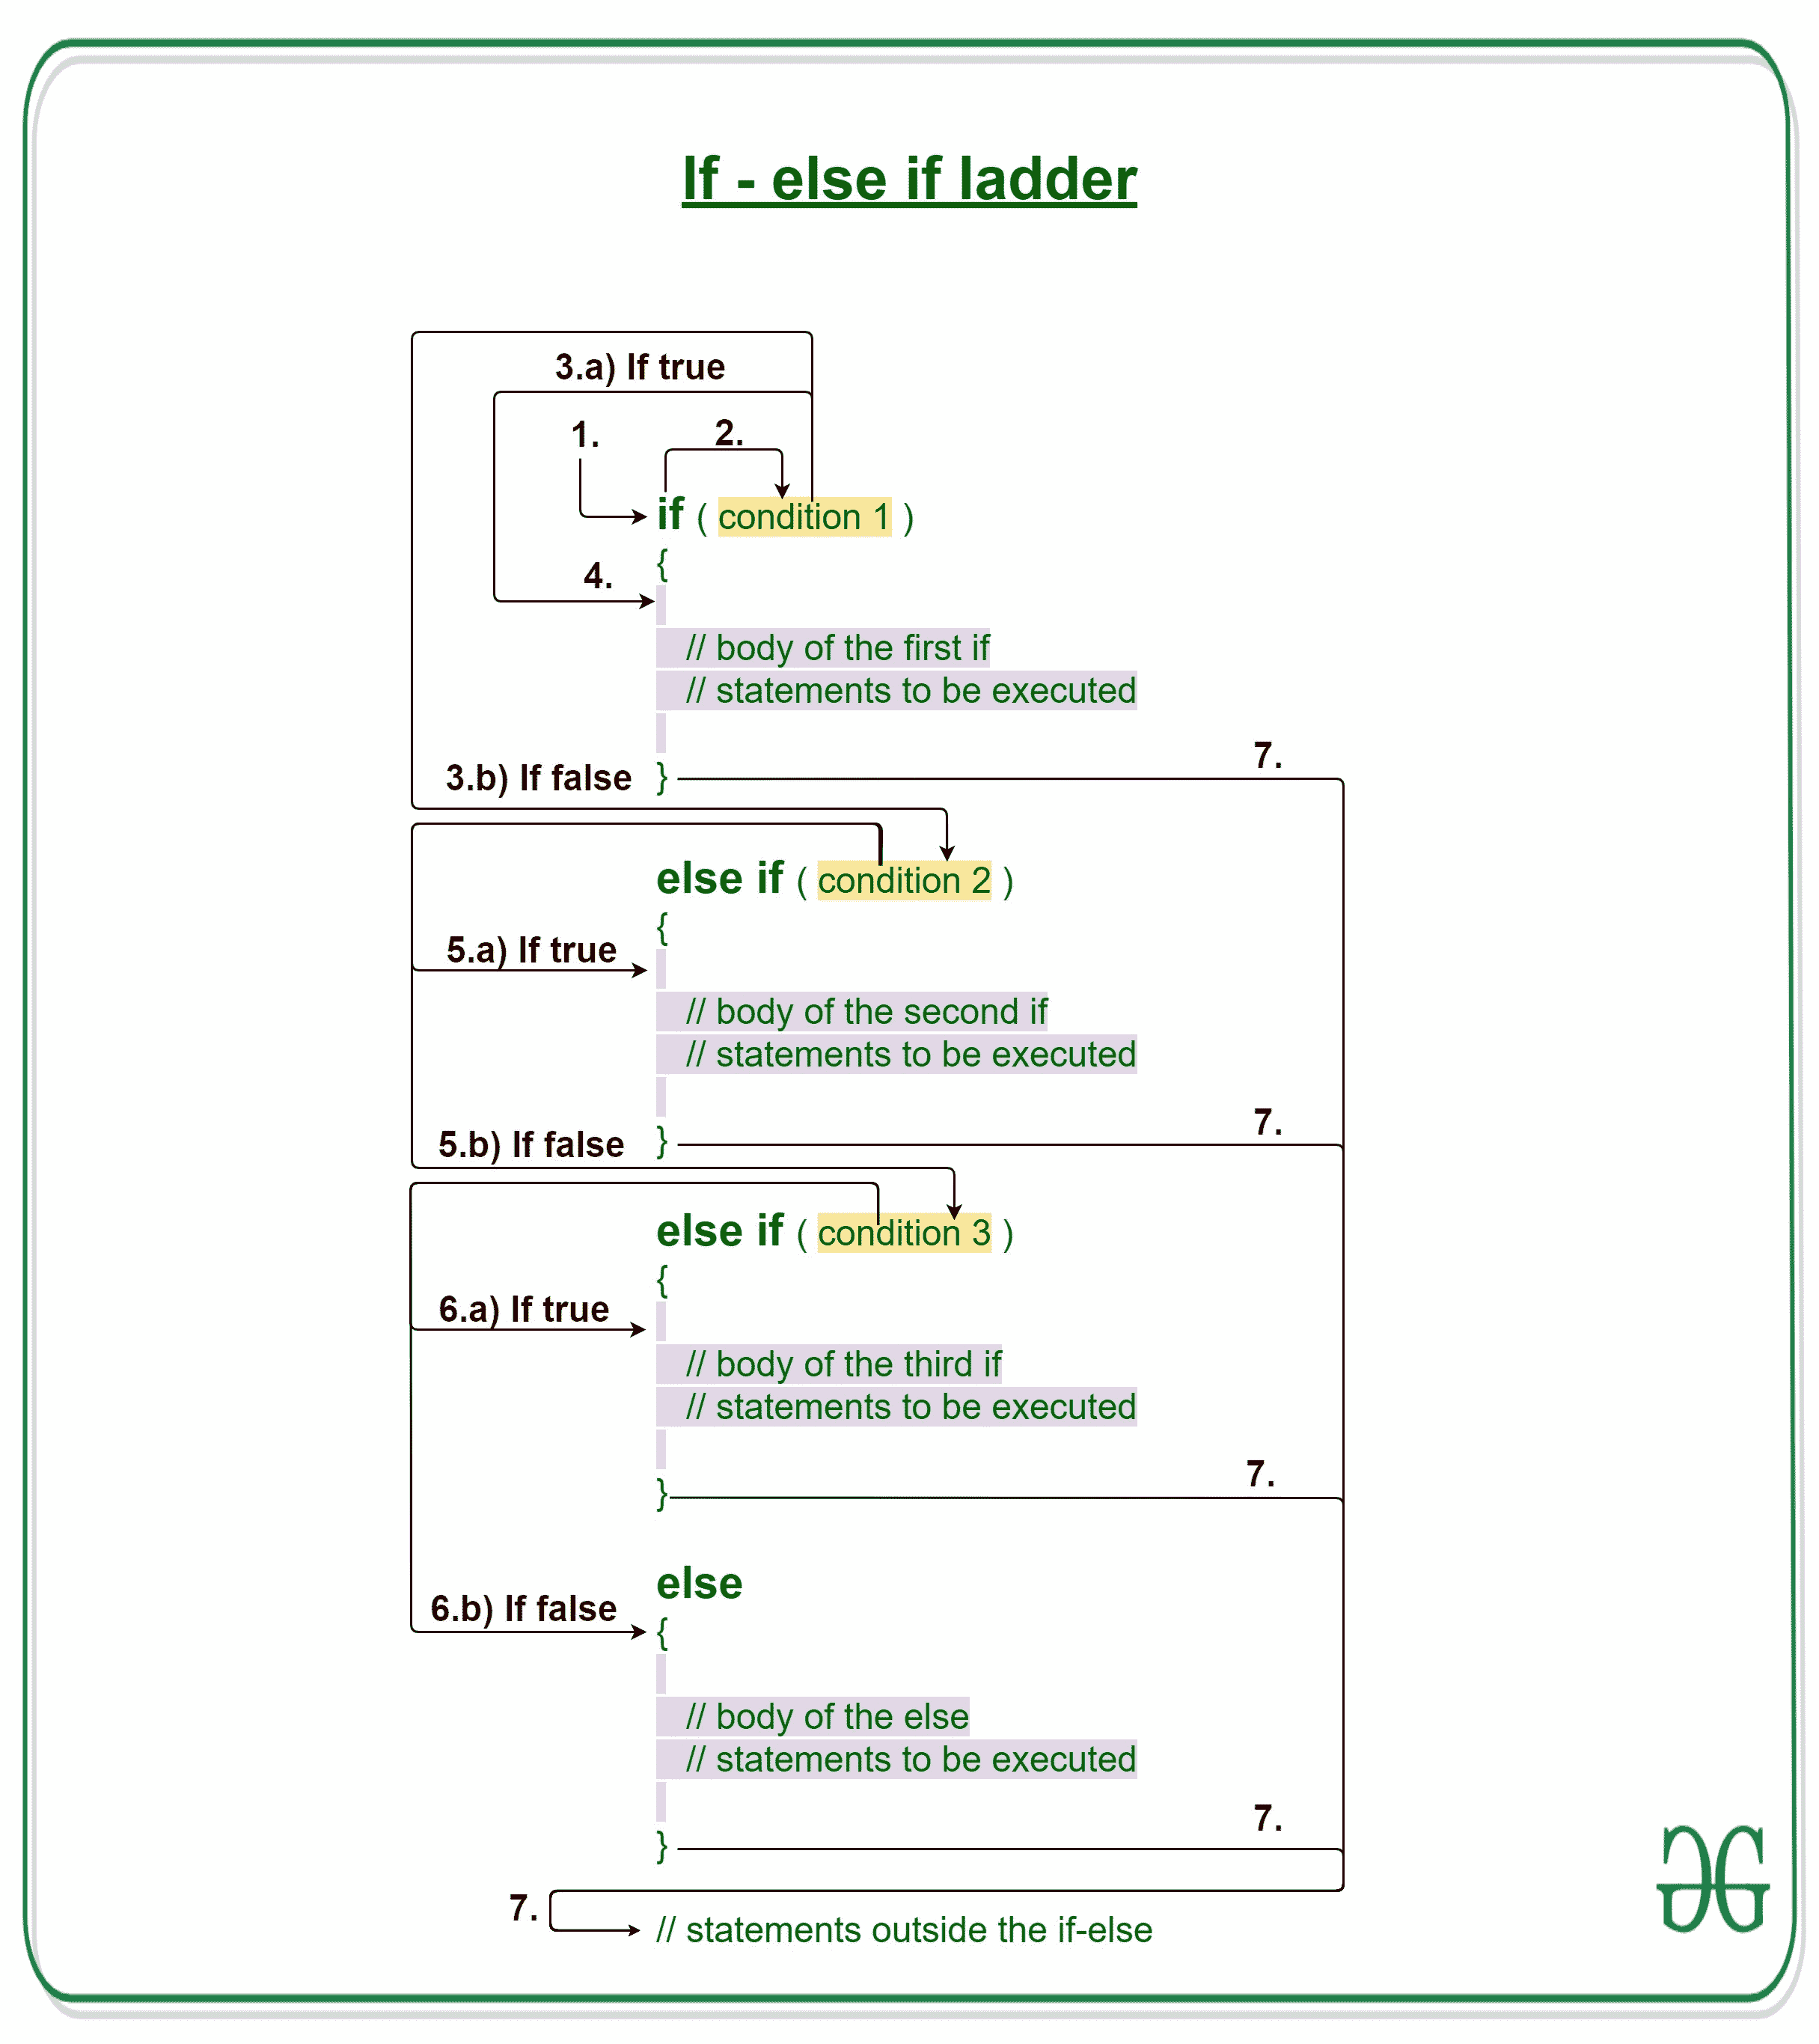 If - else if ladder
3.a) If true
1.
2.
if ( condition 1 )
{
4.
// body of the first if
// statements to be executed
7.
3.b) If false }
else if ( condition 2 )
{
5.a) If true
// body of the second if
// statements to be executed
7.
5.b) If false }
else if ( condition 3 )
{
6.a) If true
// body of the third if
// statements to be executed
7.
}
else
6.b) If false {
// body of the else
// statements to be executed
7.
}
7.
// statements outside the if-else